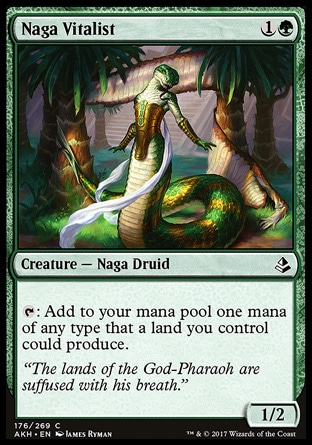 Naga Vitalist 1
Creature — Naga Druid
: Add to your mana pool one mana
of any type that a land you control
could produce.
“The lands of the God-Pharaoh are
suffused with his breath.”
1/2
176/269 C
AKH • EN James Ryman
™ & © 2017 Wizards of the Coast